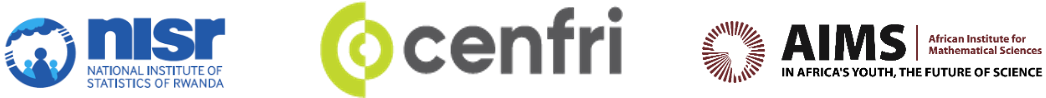 nisr
NATIONAL INSTITUTE OF
STATISTICS OF RWANDA
cenfri
AIMS
African Institute for
Mathematical Sciences
IN AFRICA'S YOUTH, THE FUTURE OF SCIENCE